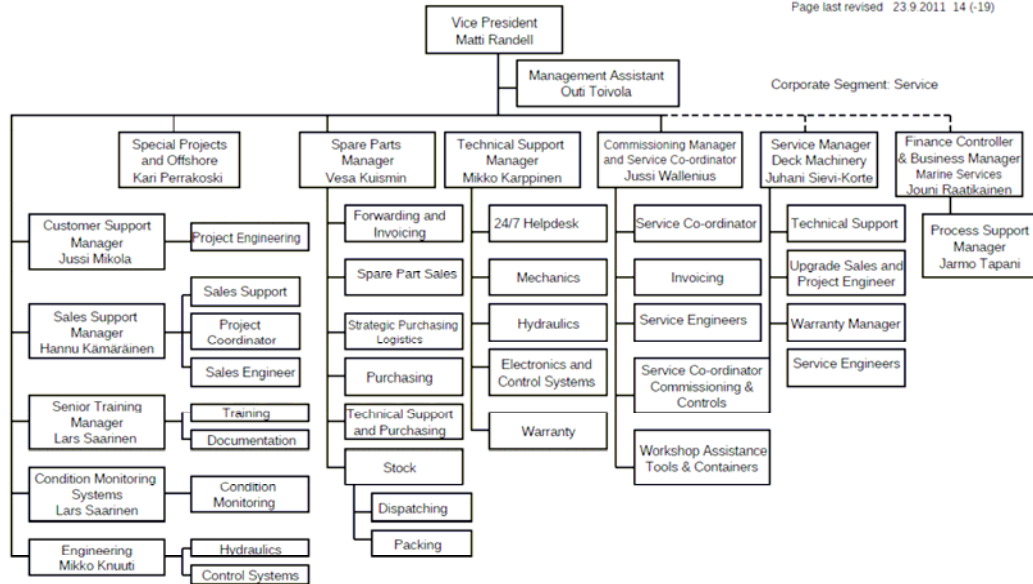 Page last revised 23.9.2011 14 (-19)
Vice President
Matti Randell
Management Assistant
Outi Toivola
Corporate Segment: Service
Special Projects
and Offshore
Kari Perrakoski
Spare Parts
Manager
Vesa Kuismin
Technical Support
Manager
Mikko Karppinen
Commissioning Manager
and Service Co-ordinator
Jussi Wallenius
Service Manager
Deck Machinery
Juhani Sievi-Korte
Finance Controller
& Business Manager
Marine Services
Jouni Raatikainen
Process Support
Manager
Jarmo Tapani
Customer Support
Manager
Jussi Mikola
Project Engineering
Sales Support
Manager
Hannu Kämäräinen
Sales Support
Project
Coordinator
Sales Engineer
Senior Training
Manager
Lars Saarinen
Training
Documentation
Condition Monitoring
Systems
Lars Saarinen
Condition
Monitoring
Engineering
Mikko Knuuti
Hydraulics
Control Systems
Forwarding and
Invoicing
Spare Part Sales
Strategic Purchasing
Logistics
Purchasing
Technical Support
and Purchasing
Stock
Dispatching
Packing
24/7 Helpdesk
Mechanics
Hydraulics
Electronics and
Control Systems
Warranty
Service Co-ordinator
Invoicing
Service Engineers
Service Co-ordinator
Commissioning &
Controls
Workshop Assistance
Tools & Containers
Technical Support
Upgrade Sales and
Project Engineer
Warranty Manager
Service Engineers